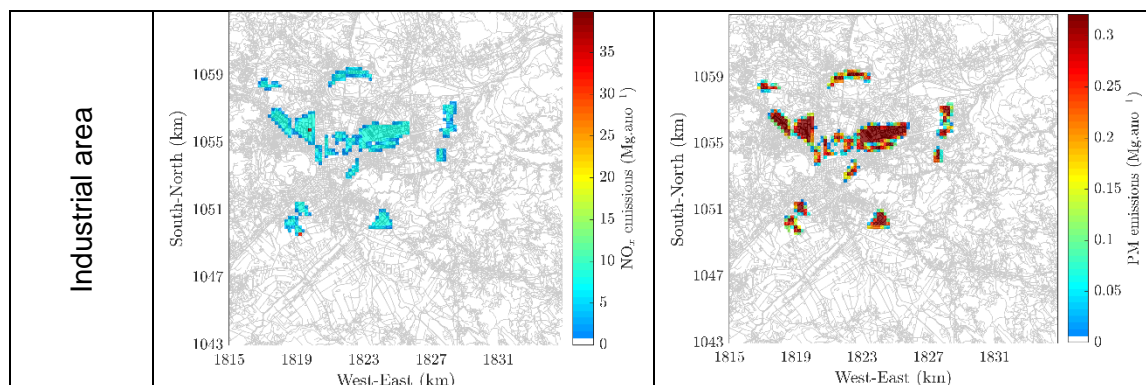 Industrial area
South-North (km)
1059
1055
1051
1047
1043
1815 1819 1823 1827 1831
West-East (km)
35
30
25
20
15
10
5
0
NOₓ emissions (Mg.ano⁻¹)
South-North (km)
1059
1055
1051
1047
1043
1815 1819 1823 1827 1831
West-East (km)
0.3
0.25
0.2
0.15
0.1
0.05
0
PM emissions (Mg.ano⁻¹)